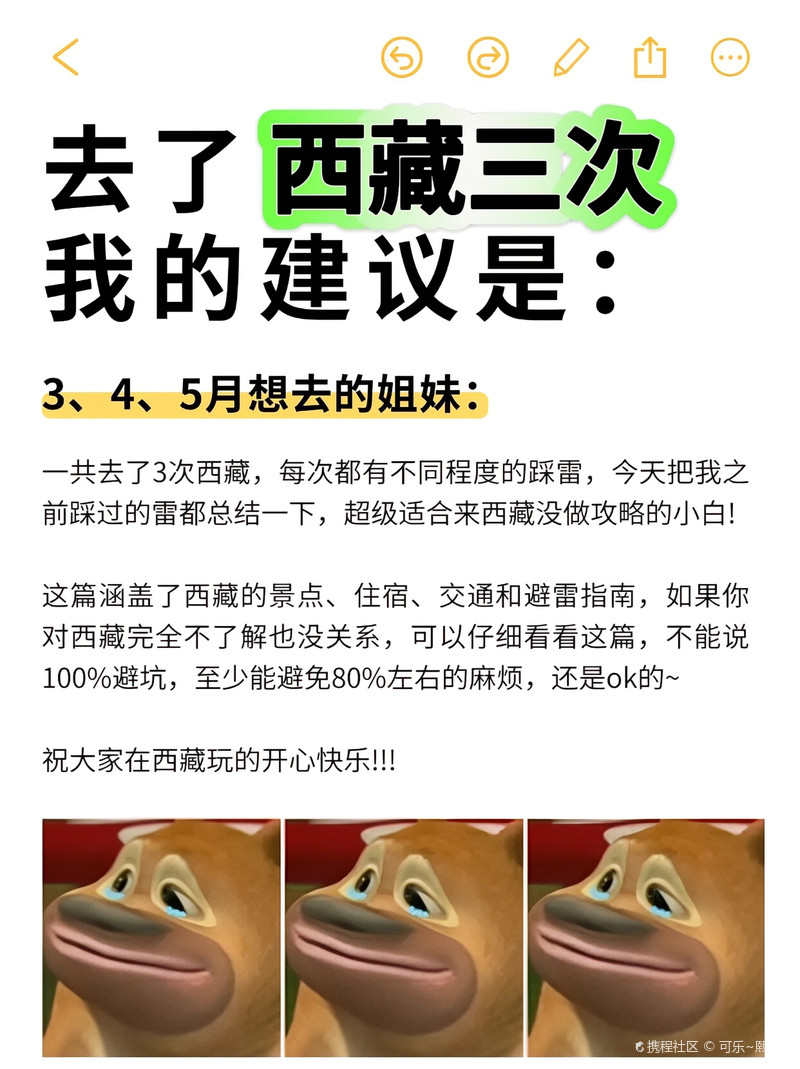 去了西藏三次
我的建议是：
3、4、5月想去的姐妹：
一共去了3次西藏，每次都有不同程度的踩雷，今天把我之
前踩过的雷都总结一下，超级适合来西藏没做攻略的小白!
这篇涵盖了西藏的景点、住宿、交通和避雷指南，如果你
对西藏完全不了解也没关系，可以仔细看看这篇，不能说
100%避坑，至少能避免80%左右的麻烦，还是ok的~
祝大家在西藏玩的开心快乐!!!
携程社区 © 可乐~熙